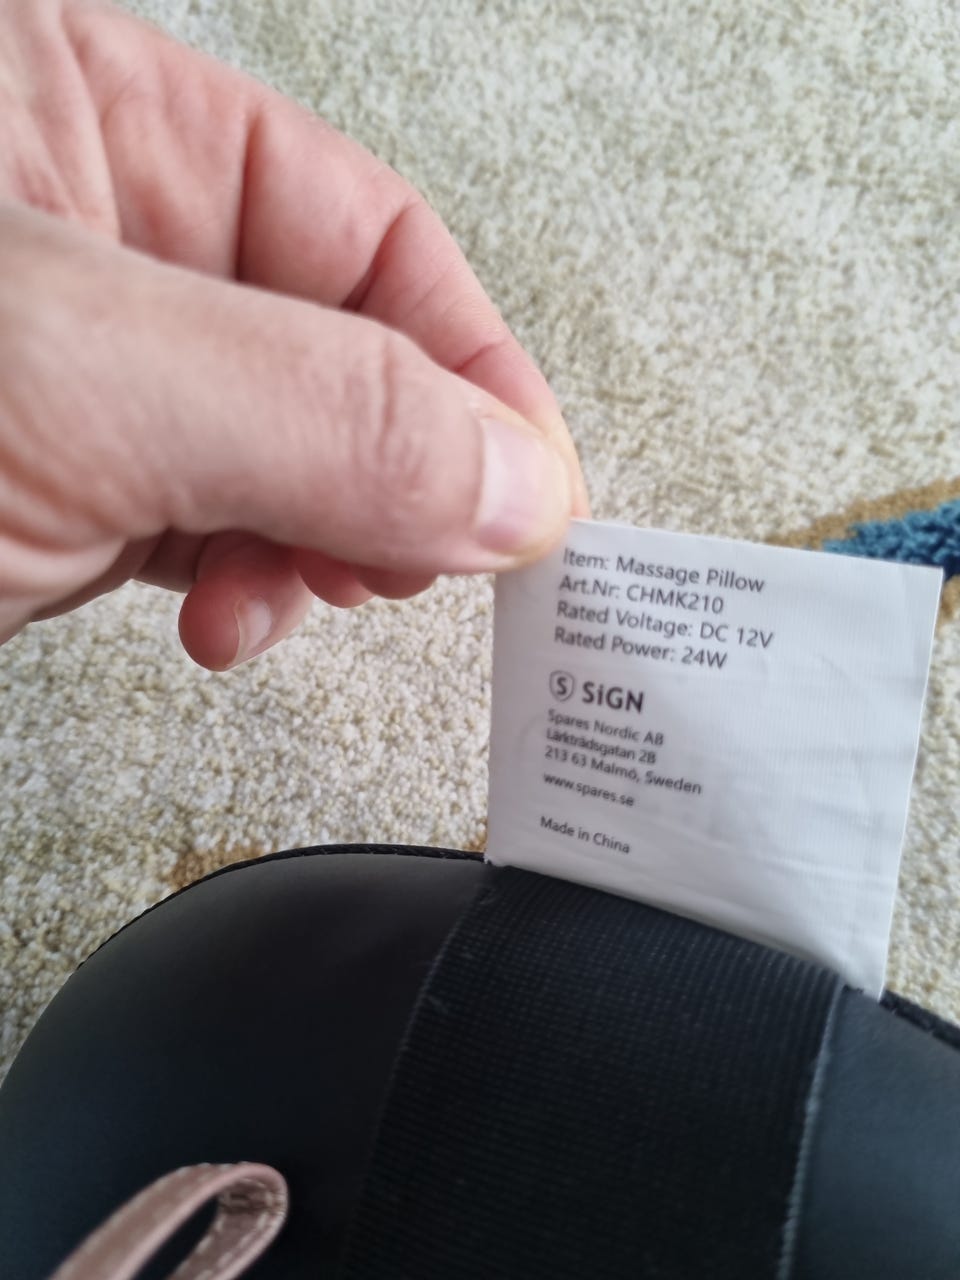 Item: Massage Pillow
Art.Nr: CHMK210
Rated Voltage: DC 12V
Rated Power: 24W
S SiGN
Spares Nordic AB
Lärkträdsgatan 2B
213 63 Malmö, Sweden
www.spares.se
Made in China